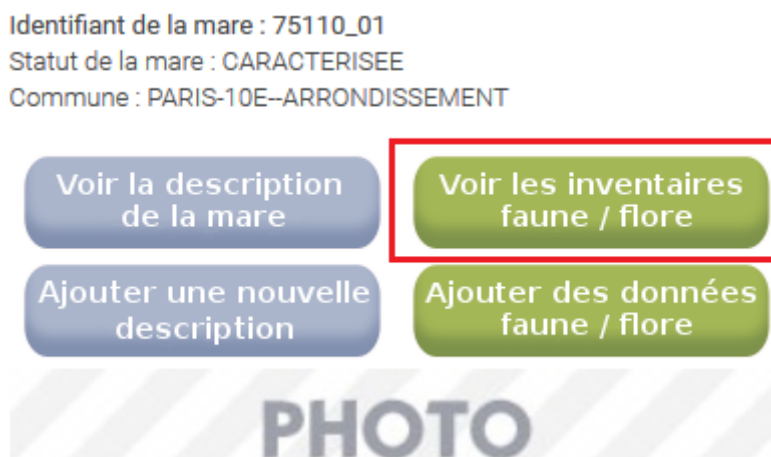 Identifiant de la mare : 75110_01
Statut de la mare : CARACTERISEE
Commune : PARIS-10E--ARRONDISSEMENT
Voir la description
de la mare
Voir les inventaires
faune / flore
Ajouter une nouvelle
description
Ajouter des données
faune / flore
PHOTO